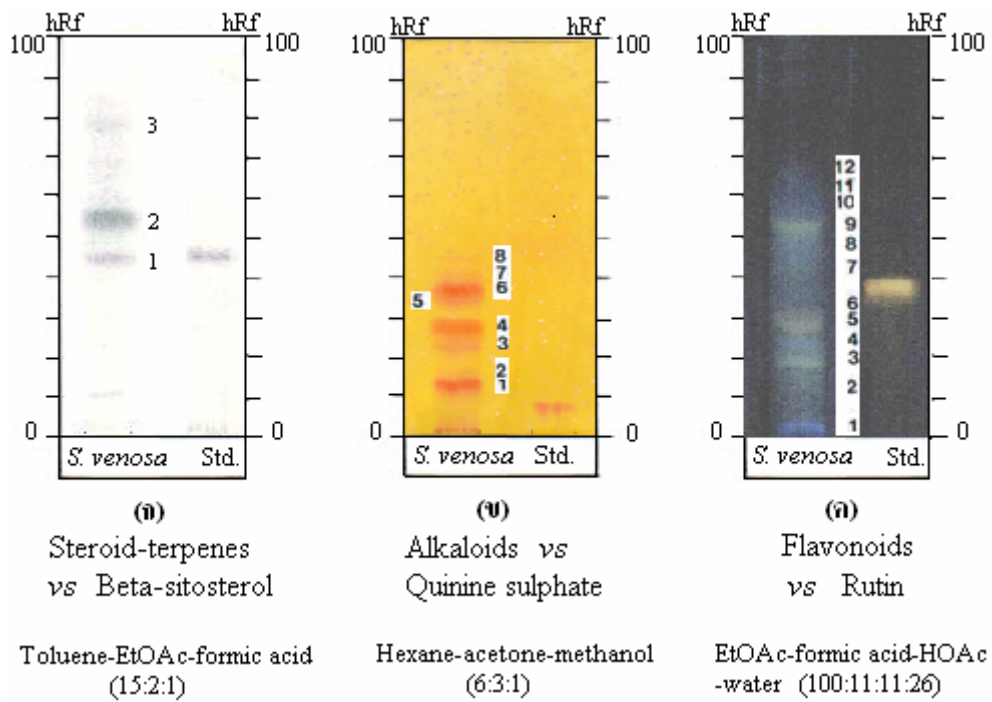 hRf hRf
100 100
3
2
1
0 0
S. venosa Std.
(ก)
Steroid-terpenes
vs Beta-sitosterol
Toluene-EtOAc-formic acid
(15:2:1)
hRf hRf
100 100
8
7
6
5
4
3
2
1
0 0
S. venosa Std.
(ข)
Alkaloids vs
Quinine sulphate
Hexane-acetone-methanol
(6:3:1)
hRf hRf
100 100
12
11
10
9
8
7
6
5
4
3
2
1
0 0
S. venosa Std.
(ค)
Flavonoids
vs Rutin
EtOAc-formic acid-HOAc
-water (100:11:11:26)